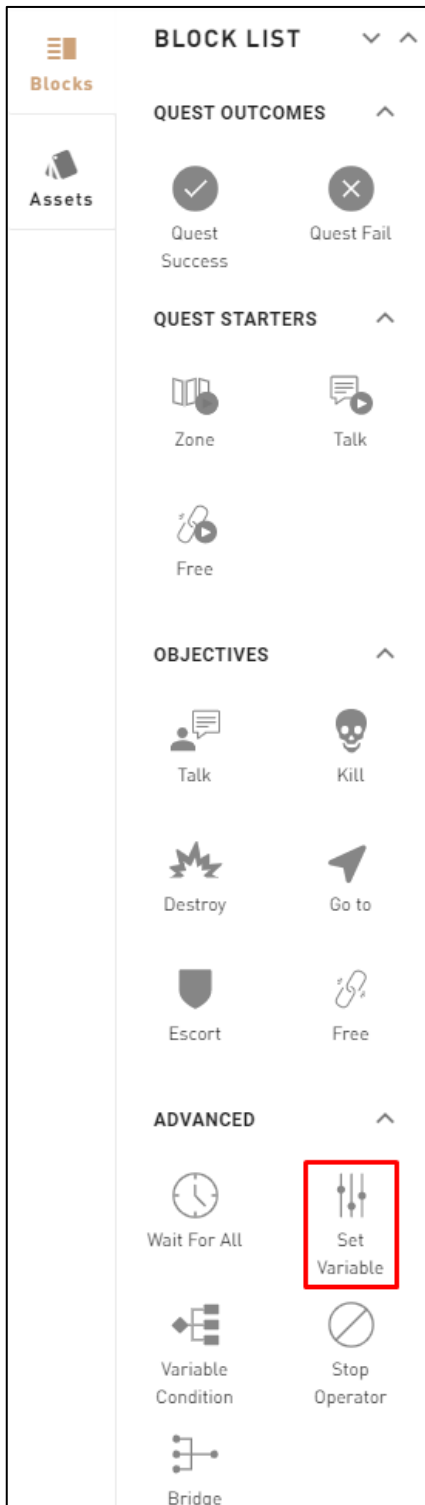 Blocks
Assets
BLOCK LIST
QUEST OUTCOMES
Quest
Success
Quest Fail
QUEST STARTERS
Zone
Talk
Free
OBJECTIVES
Talk
Kill
Destroy
Go to
Escort
Free
ADVANCED
Wait For All
Set
Variable
Variable
Condition
Stop
Operator
Bridge